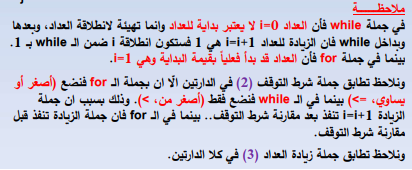 ملاحظـــــــة
في جملة while فأن العداد i=0 لا يعتبر بداية للعداد وانما تهيئة لانطلاقة العداد، وبعدها
وبداخل while فان الزيادة للعداد i=i+1 هي 1 فستكون انطلاقة i ضمن الـ while بـ 1.
بينما في جملة for فأن العداد قد بدأ فعلياً بقيمة البداية وهي i=1.
ونلاحظ تطابق جملة شرط التوقف (2) في الدارتين الّا ان بجملة الـ for فنضع (أصغر أو
يساوي، =>) بينما في الـ while فنضع فقط (أصغر من، >). وذلك بسبب ان جملة
الزيادة i=i+1 تنفذ بعد مقارنة شرط التوقف.. بينما في الـ for فان جملة الزيادة تنفذ قبل
مقارنة شرط التوقف.
ونلاحظ تطابق جملة زيادة العداد (3) في كلا الدارتين.